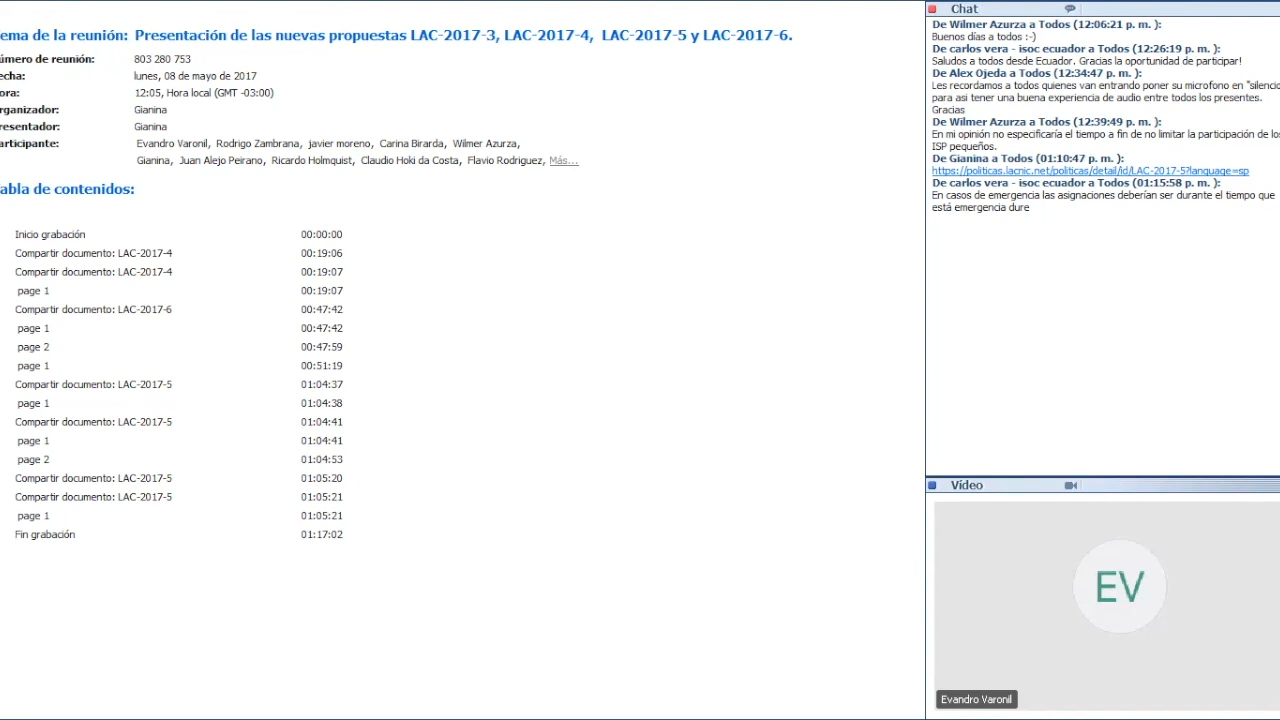 ema de la reunión: Presentación de las nuevas propuestas LAC-2017-3, LAC-2017-4, LAC-2017-5 y LAC-2017-6.
úmero de reunión: 803 280 753
echa: lunes, 08 de mayo de 2017
ora: 12:05, Hora local (GMT -03:00)
rganizador: Gianina
resentador: Gianina
articipante: Evandro Varonil, Rodrigo Zambrana, javier moreno, Carina Birarda, Wilmer Azurza,
Gianina, Juan Alejo Peirano, Ricardo Holmquist, Claudio Hoki da Costa, Flavio Rodriguez, Más...
abla de contenidos:
Inicio grabación 00:00:00
Compartir documento: LAC-2017-4 00:19:06
Compartir documento: LAC-2017-4 00:19:07
page 1 00:19:07
Compartir documento: LAC-2017-6 00:47:42
page 1 00:47:42
page 2 00:47:59
page 1 00:51:19
Compartir documento: LAC-2017-5 01:04:37
page 1 01:04:38
Compartir documento: LAC-2017-5 01:04:41
page 1 01:04:41
page 2 01:04:53
Compartir documento: LAC-2017-5 01:05:20
Compartir documento: LAC-2017-5 01:05:21
page 1 01:05:21
Fin grabación 01:17:02
Chat
De Wilmer Azurza a Todos (12:06:21 p. m. ):
Buenos días a todos :-)
De carlos vera - isoc ecuador a Todos (12:26:19 p. m. ):
Saludos a todos desde Ecuador. Gracias la oportunidad de participar!
De Alex Ojeda a Todos (12:34:47 p. m. ):
Les recordamos a todos quienes van entrando poner su microfono en "silencio
para asi tener una buena experiencia de audio entre todos los presentes.
Gracias
De Wilmer Azurza a Todos (12:39:49 p. m. ):
En mi opinión no especificaría el tiempo a fin de no limitar la participación de lo
ISP pequeños.
De Gianina a Todos (01:10:47 p. m. ):
https://politicas.lacnic.net/politicas/detail/id/LAC-2017-5?language=sp
De carlos vera - isoc ecuador a Todos (01:15:58 p. m. ):
En casos de emergencia las asignaciones deberían ser durante el tiempo que
está emergencia dure
Vídeo
EV
Evandro Varonil